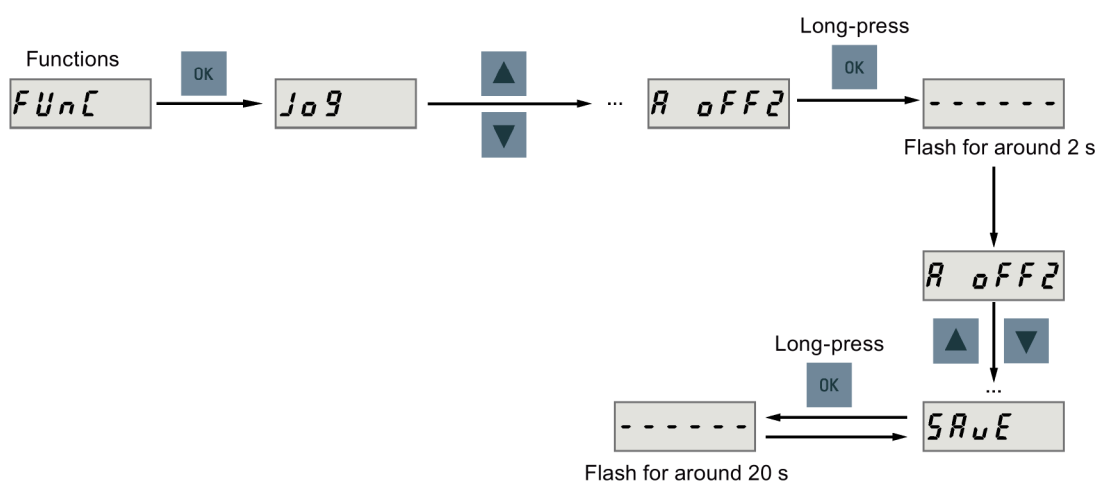 Long-press
Functions
OK
OK
FUnC
Jog
...
A oFF2
------
Flash for around 2 s
A oFF2
Long-press
OK
...
------
SAvE
Flash for around 20 s